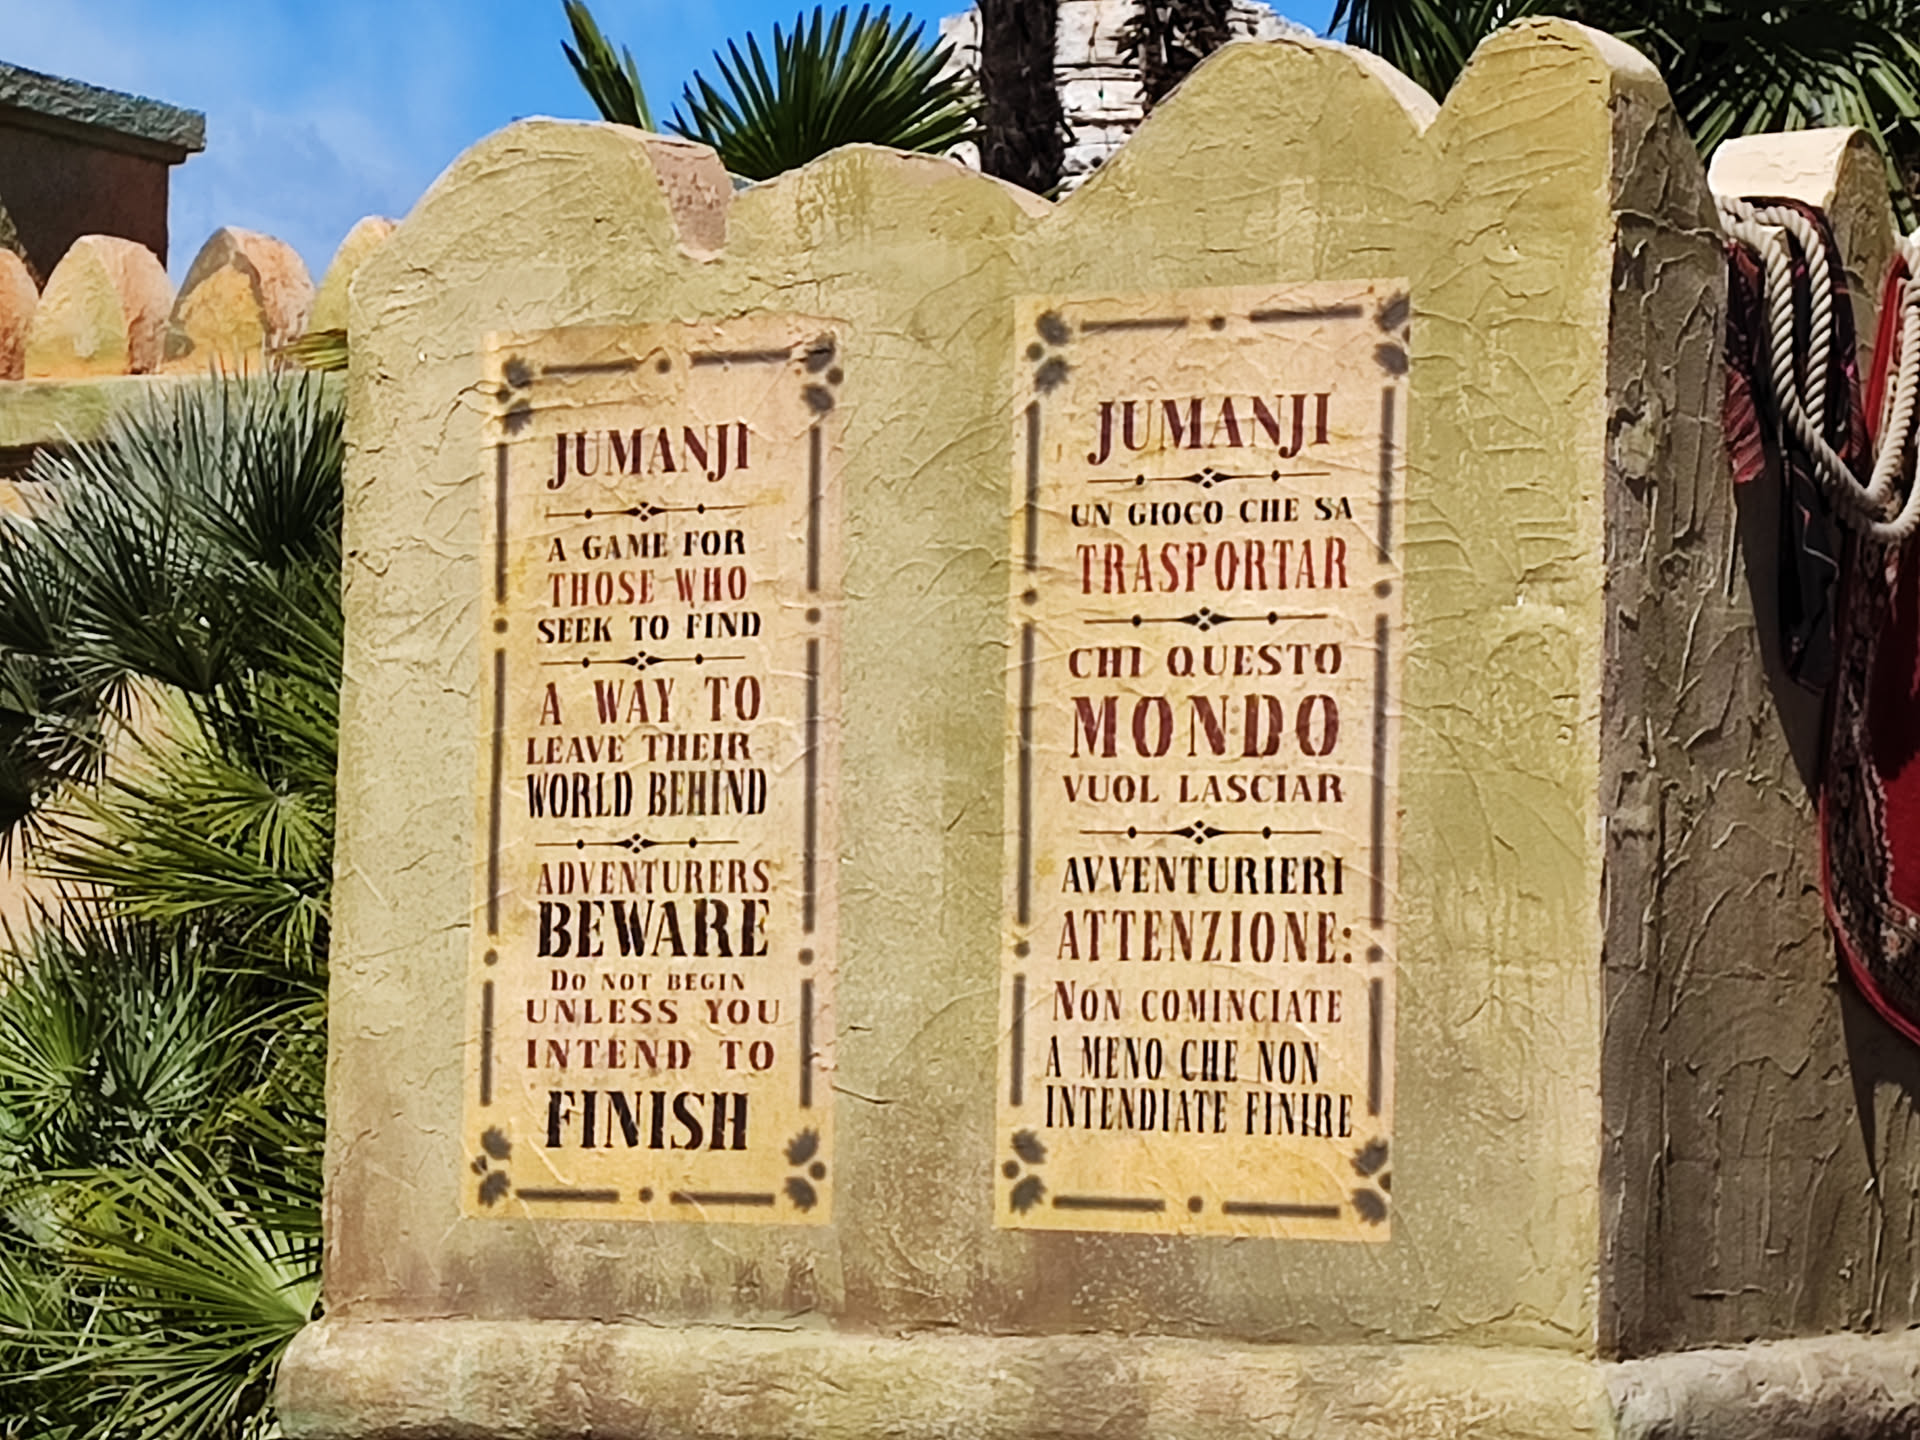 JUMANJI
A GAME FOR
THOSE WHO
SEEK TO FIND
A WAY TO
LEAVE THEIR
WORLD BEHIND
ADVENTURERS
BEWARE
DO NOT BEGIN
UNLESS YOU
INTEND TO
FINISH
JUMANJI
UN GIOCO CHE SA
TRASPORTAR
CHI QUESTO
MONDO
VUOL LASCIAR
AVVENTURIERI
ATTENZIONE:
NON COMINCIATE
A MENO CHE NON
INTENDIATE FINIRE